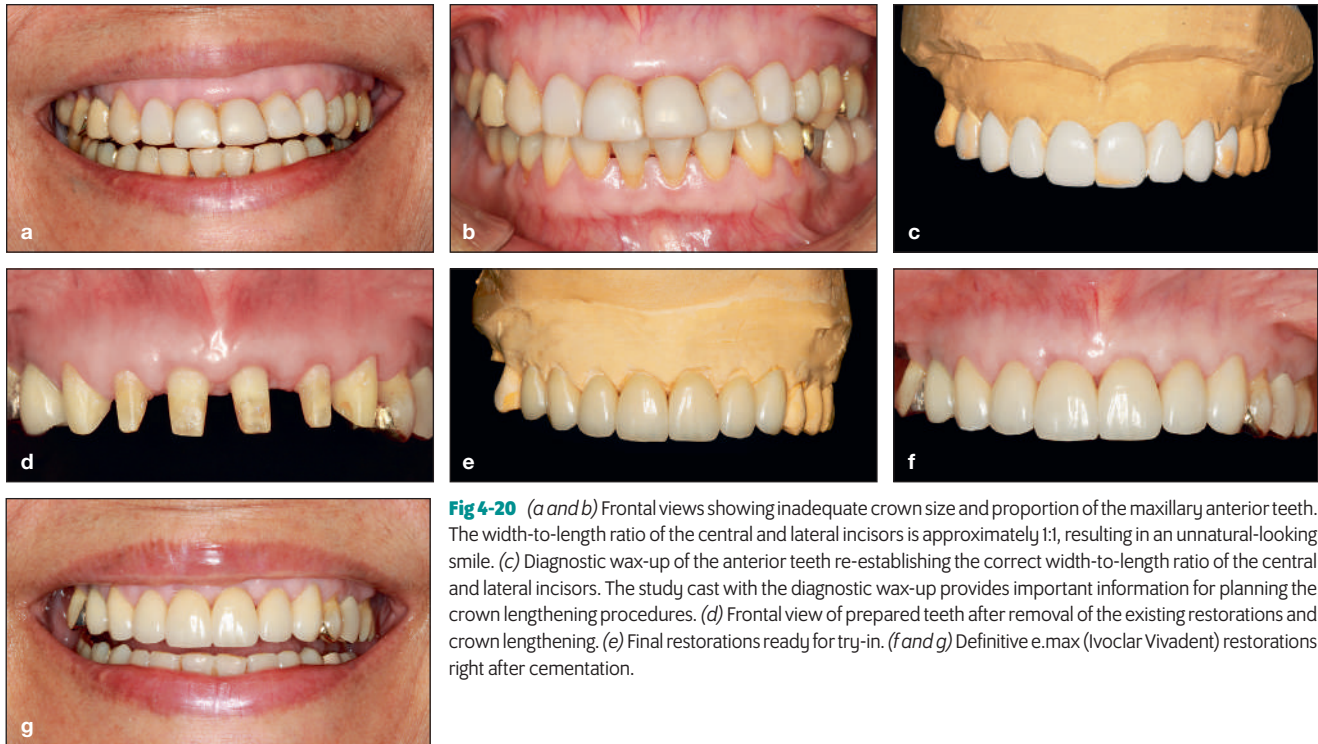 a
b
c
d
e
f
g
Fig 4-20 (a and b) Frontal views showing inadequate crown size and proportion of the maxillary anterior teeth.
The width-to-length ratio of the central and lateral incisors is approximately 1:1, resulting in an unnatural-looking
smile. (c) Diagnostic wax-up of the anterior teeth re-establishing the correct width-to-length ratio of the central
and lateral incisors. The study cast with the diagnostic wax-up provides important information for planning the
crown lengthening procedures. (d) Frontal view of prepared teeth after removal of the existing restorations and
crown lengthening. (e) Final restorations ready for try-in. (f and g) Definitive e.max (Ivoclar Vivadent) restorations
right after cementation.